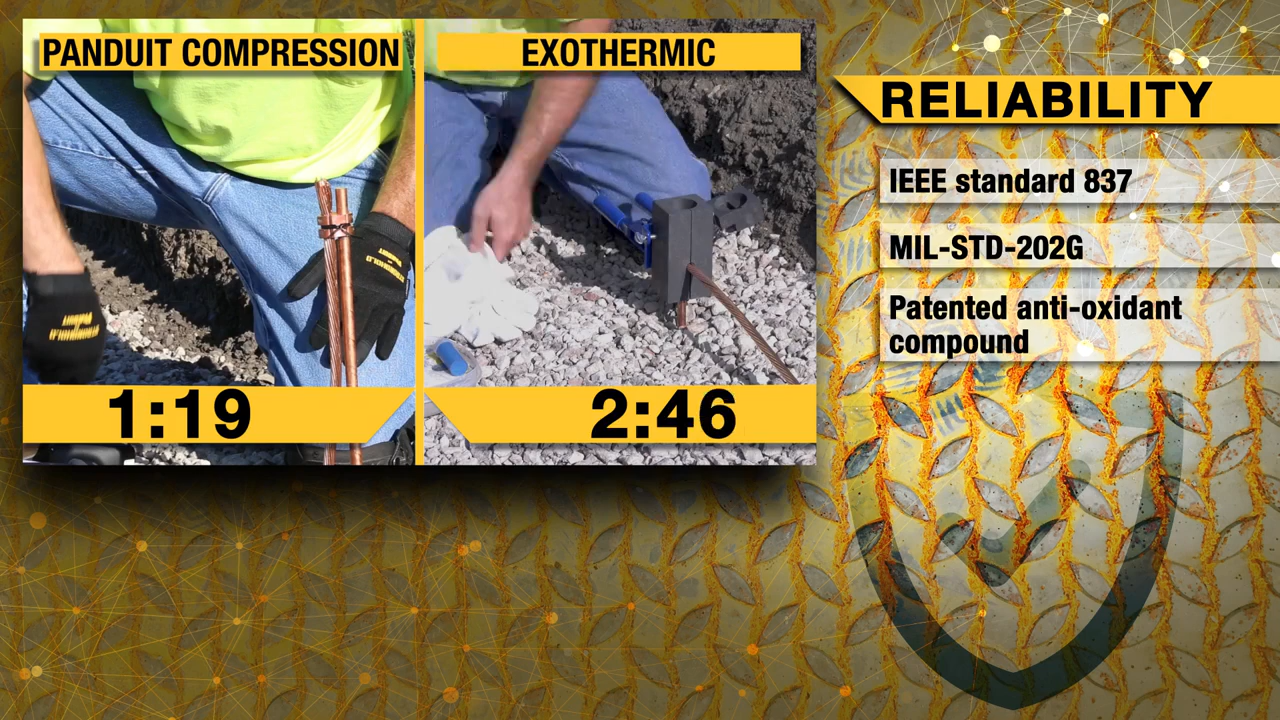 PANDUIT COMPRESSION
EXOTHERMIC
1:19
2:46
RELIABILITY
IEEE standard 837
MIL-STD-202G
Patented anti-oxidant
compound